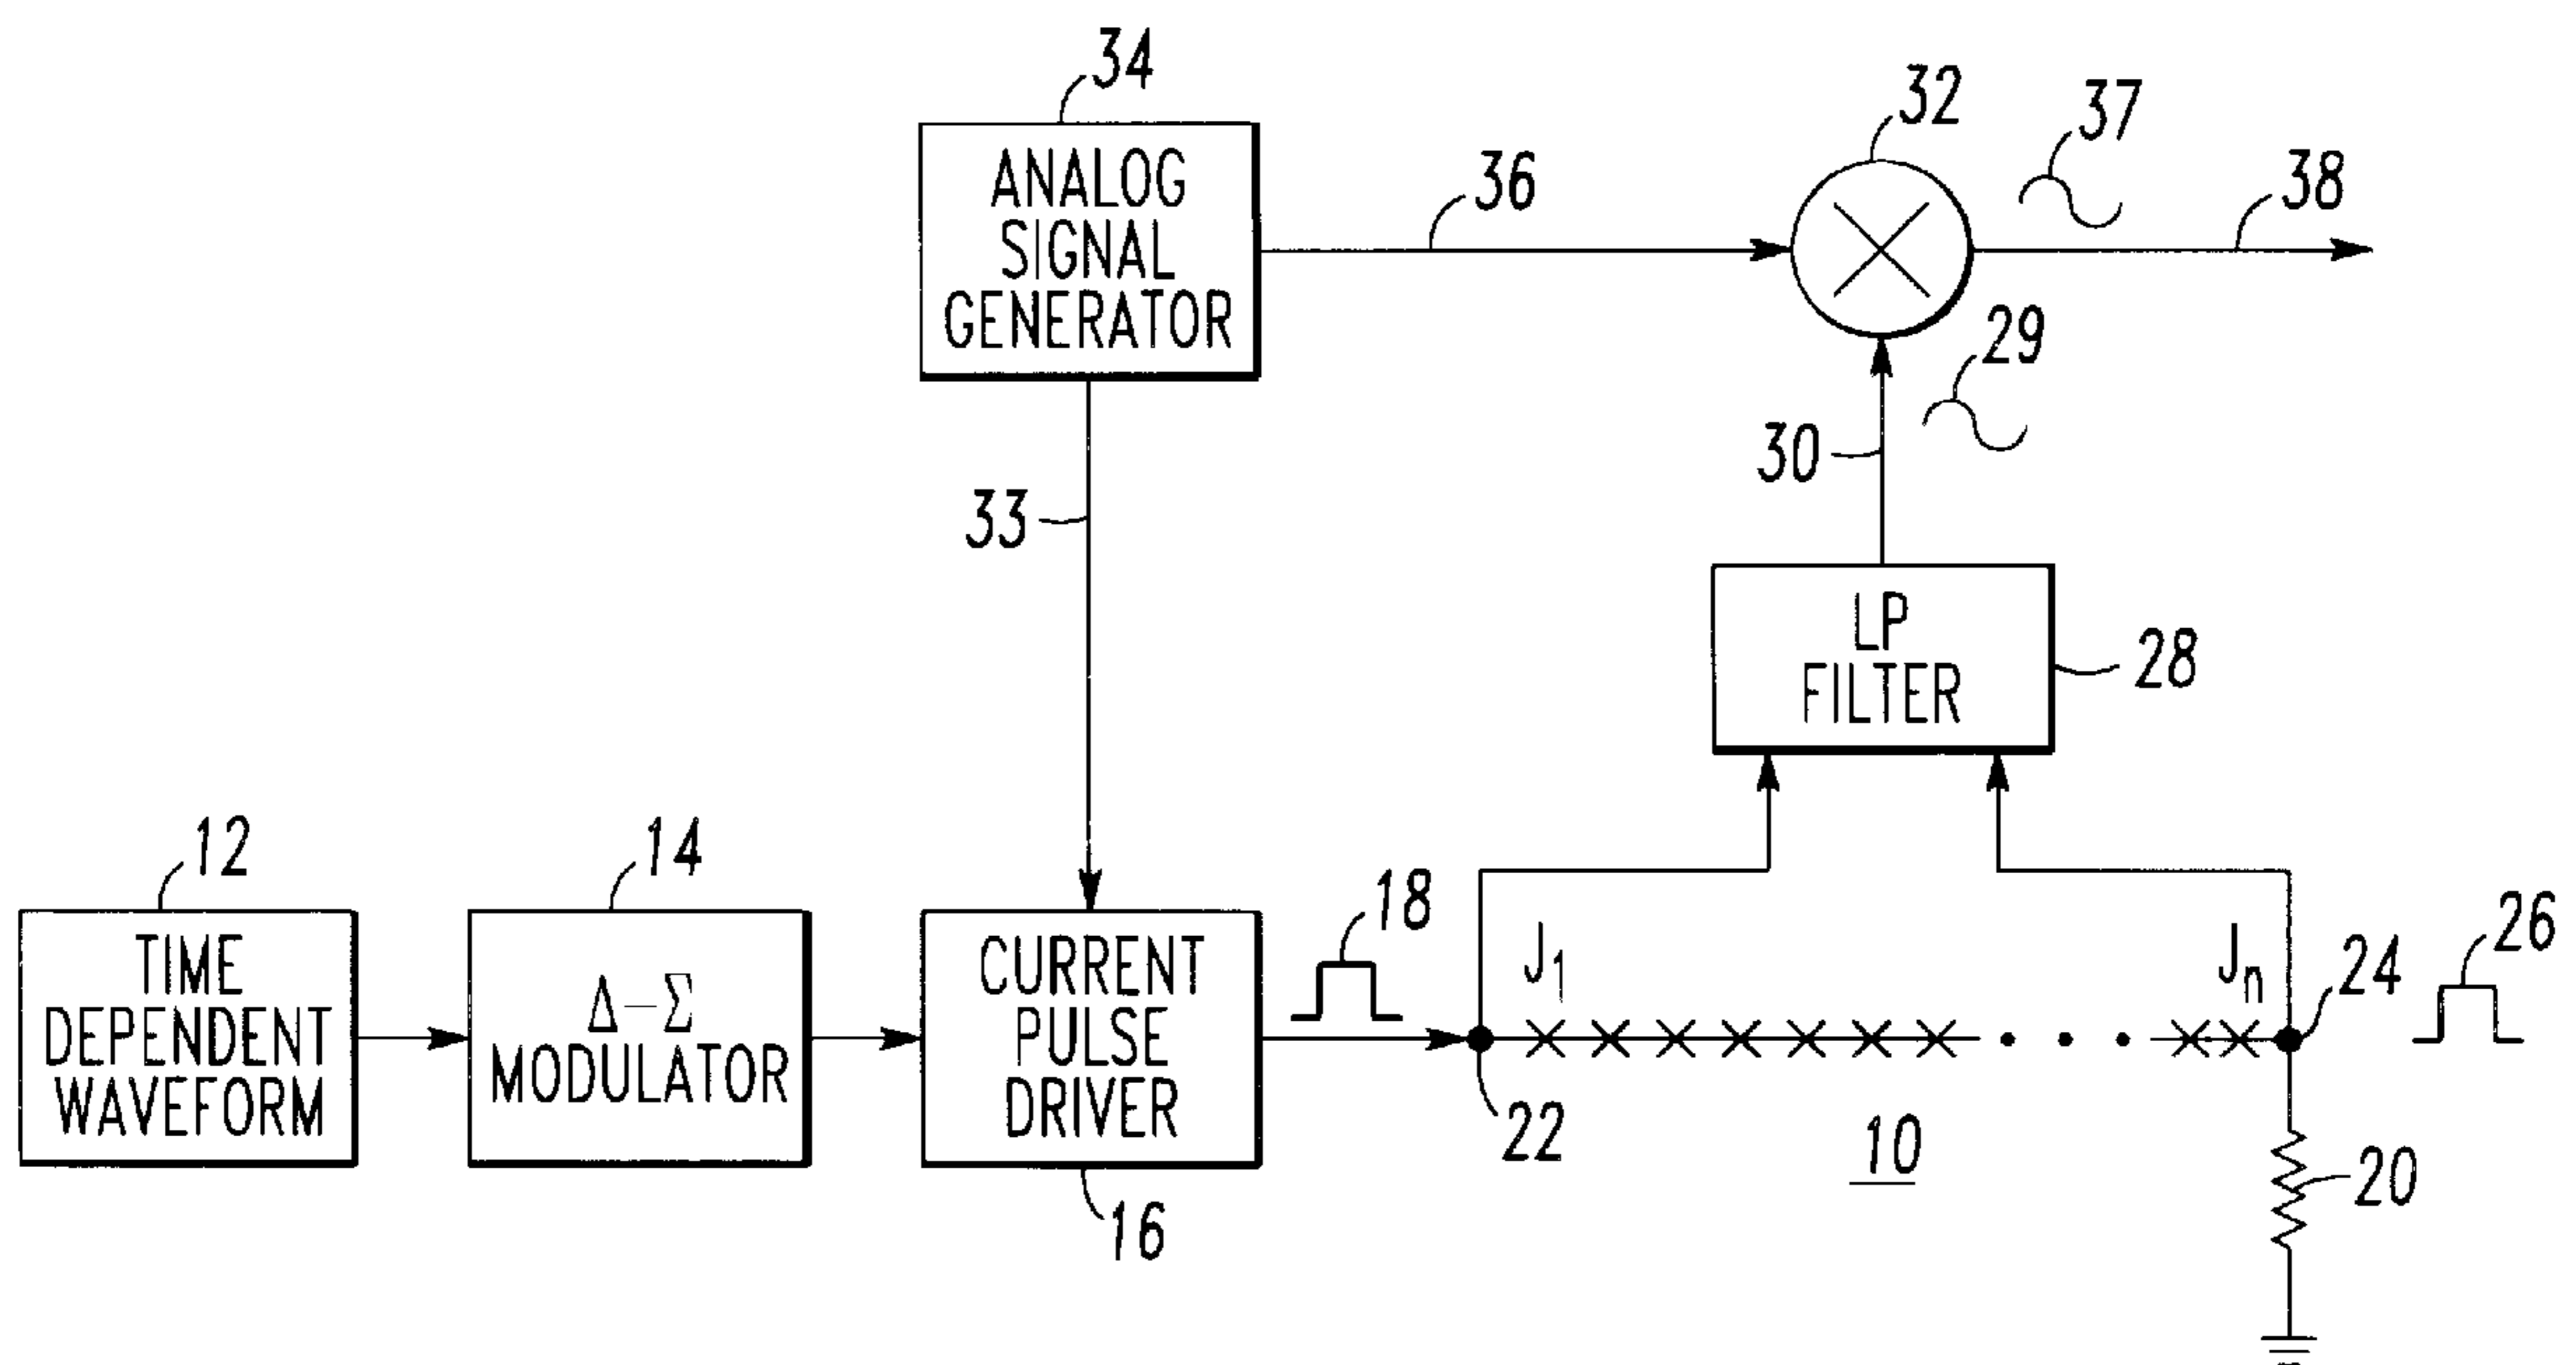 34
ANALOG
SIGNAL
GENERATOR
36
32
37
38
29
30
33
LP
FILTER
28
12
TIME
DEPENDENT
WAVEFORM
14
Δ–Σ
MODULATOR
CURRENT
PULSE
DRIVER
16
18
J1
Jn
24
26
22
10
20